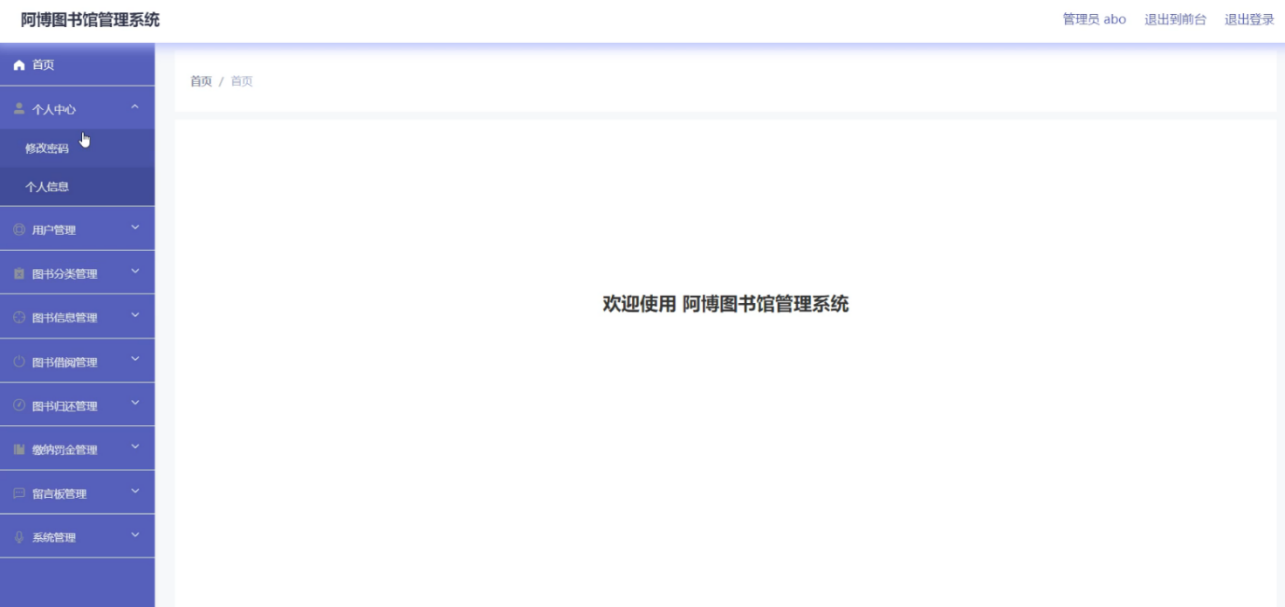 阿博图书馆管理系统
管理员 abo 退出到前台 退出登录
首页
个人中心
修改密码
个人信息
用户管理
图书分类管理
图书信息管理
图书借阅管理
图书归还管理
缴纳罚金管理
留言板管理
系统管理
首页 / 首页
欢迎使用 阿博图书馆管理系统